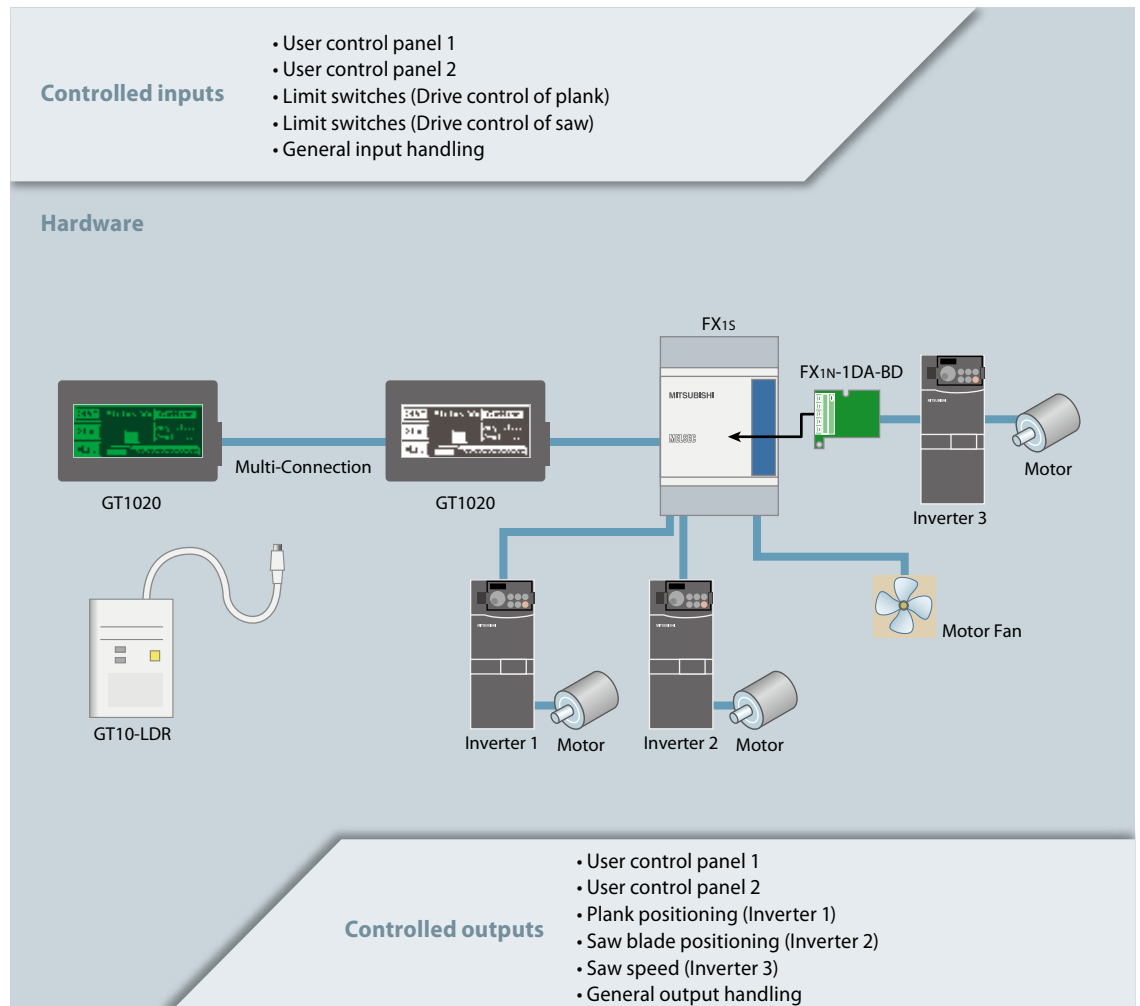 • User control panel 1
• User control panel 2
Controlled inputs
• Limit switches (Drive control of plank)
• Limit switches (Drive control of saw)
• General input handling
Hardware
FX1S
FX1N-1DA-BD
MITSUBISHI
MELSEC
Multi-Connection
GT1020
GT1020
Motor
Inverter 3
Motor Fan
GT10-LDR
Inverter 1
Motor
Inverter 2
Motor
• User control panel 1
• User control panel 2
• Plank positioning (Inverter 1)
Controlled outputs
• Saw blade positioning (Inverter 2)
• Saw speed (Inverter 3)
• General output handling